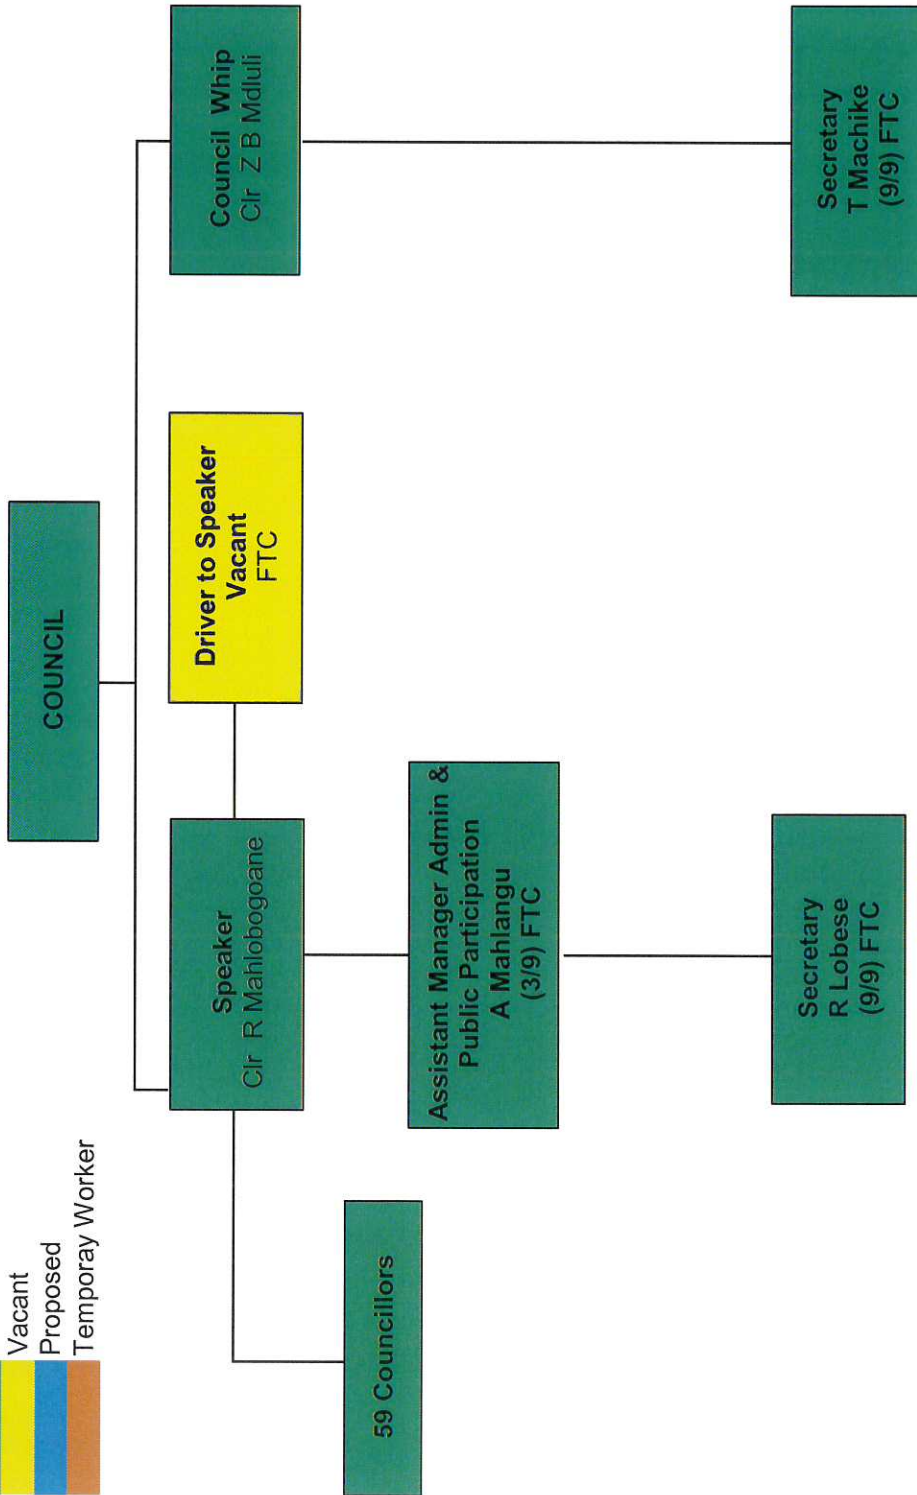 Vacant
Proposed
Temporay Worker
COUNCIL
Speaker
Clr R Mahlobogoane
Driver to Speaker
Vacant
FTC
Council Whip
Clr Z B Mdluli
59 Councillors
Assistant Manager Admin &
Public Participation
A Mahlangu
(3/9) FTC
Secretary
R Lobese
(9/9) FTC
Secretary
T Machike
(9/9) FTC